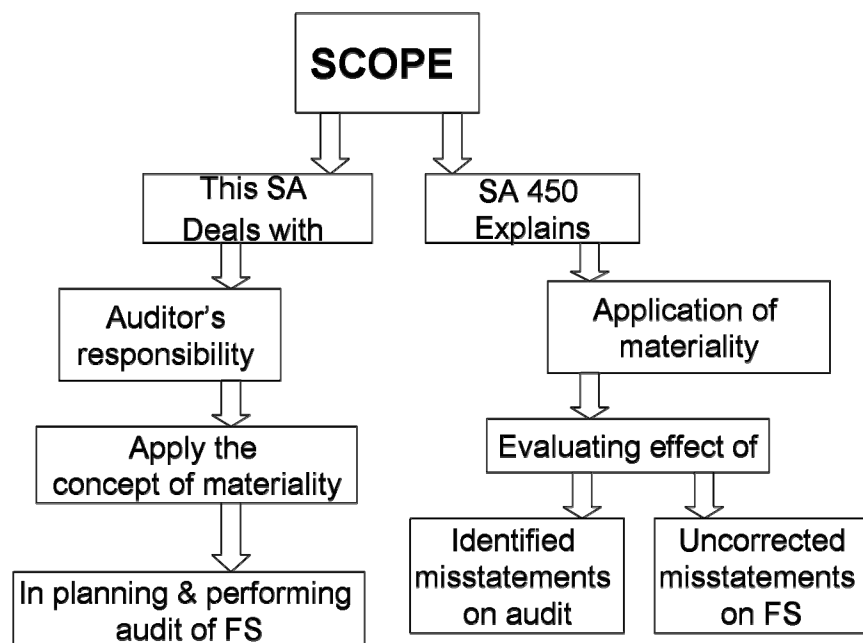 SCOPE
This SA
Deals with
Auditor's
responsibility
Apply the
concept of materiality
In planning & performing
audit of FS
SA 450
Explains
Application of
materiality
Evaluating effect of
Identified
misstatements
on audit
Uncorrected
misstatements
on FS